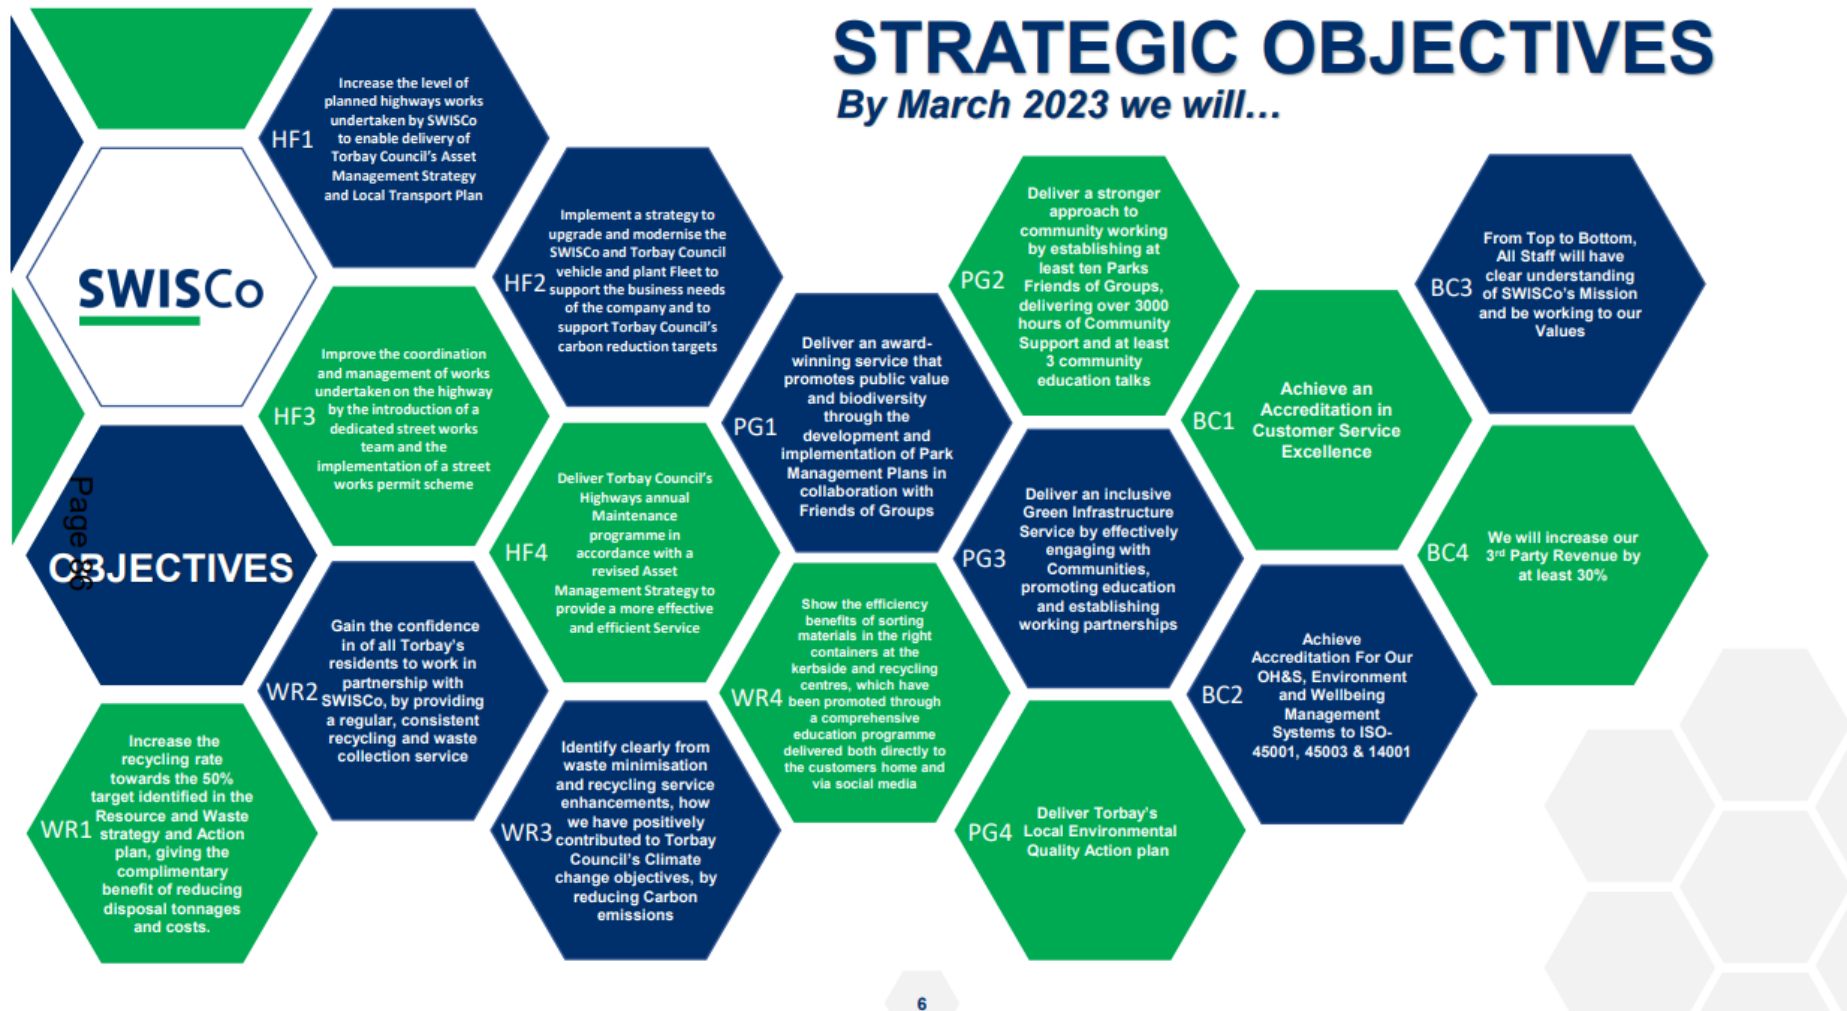 STRATEGIC OBJECTIVES
By March 2023 we will...
SWISCo
OBJECTIVES
Page 86
HF1
Increase the level of
planned highways works
undertaken by SWISCo
to enable delivery of
Torbay Council's Asset
Management Strategy
and Local Transport Plan
HF2
Implement a strategy to
upgrade and modernise the
SWISCo and Torbay Council
vehicle and plant Fleet to
support the business needs
of the company and to
support Torbay Council's
carbon reduction targets
HF3
Improve the coordination
and management of works
undertaken on the highway
by the introduction of a
dedicated street works
team and the
implementation of a street
works permit scheme
HF4
Deliver Torbay Council's
Highways annual
Maintenance
programme in
accordance with a
revised Asset
Management Strategy to
provide a more effective
and efficient Service
WR1
Increase the
recycling rate
towards the 50%
target identified in the
Resource and Waste
strategy and Action
plan, giving the
complimentary
benefit of reducing
disposal tonnages
and costs.
WR2
Gain the confidence
in of all Torbay's
residents to work in
partnership with
SWISCo, by providing
a regular, consistent
recycling and waste
collection service
WR3
Identify clearly from
waste minimisation
and recycling service
enhancements, how
we have positively
contributed to Torbay
Council's Climate
change objectives, by
reducing Carbon
emissions
WR4
Show the efficiency
benefits of sorting
materials in the right
containers at the
kerbside and recycling
centres, which have
been promoted through
a comprehensive
education programme
delivered both directly to
the customers home and
via social media
PG1
Deliver an award-
winning service that
promotes public value
and biodiversity
through the
development and
implementation of Park
Management Plans in
collaboration with
Friends of Groups
PG2
Deliver a stronger
approach to
community working
by establishing at
least ten Parks
Friends of Groups,
delivering over 3000
hours of Community
Support and at least
3 community
education talks
PG3
Deliver an inclusive
Green Infrastructure
Service by effectively
engaging with
Communities,
promoting education
and establishing
working partnerships
PG4
Deliver Torbay's
Local Environmental
Quality Action plan
BC1
Achieve an
Accreditation in
Customer Service
Excellence
BC2
Achieve
Accreditation For Our
OH&S, Environment
and Wellbeing
Management
Systems to ISO-
45001, 45003 & 14001
BC3
From Top to Bottom,
All Staff will have
clear understanding
of SWISCo's Mission
and be working to our
Values
BC4
We will increase our
3rd Party Revenue by
at least 30%
6